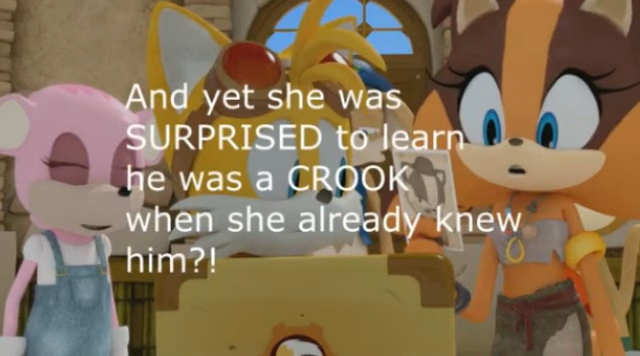 And yet she was
SURPRISED to learn
he was a CROOK
when she already knew
him?!